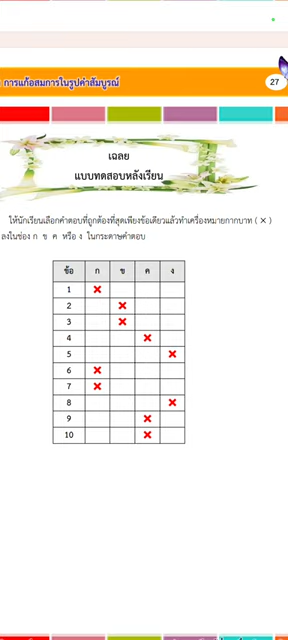 การแก้อสมการในรูปค่าสัมบูรณ์
27
เฉลย
แบบทดสอบหลังเรียน
ให้นักเรียนเลือกคำตอบที่ถูกต้องที่สุดเพียงข้อเดียวแล้วทำเครื่องหมายกากบาท ( × )
ลงในช่อง ก ข ค หรือ ง ในกระดาษคำตอบ
ข้อ ก ข ค ง
1 ×
2 ×
3 ×
4 ×
5 ×
6 ×
7 ×
8 ×
9 ×
10 ×